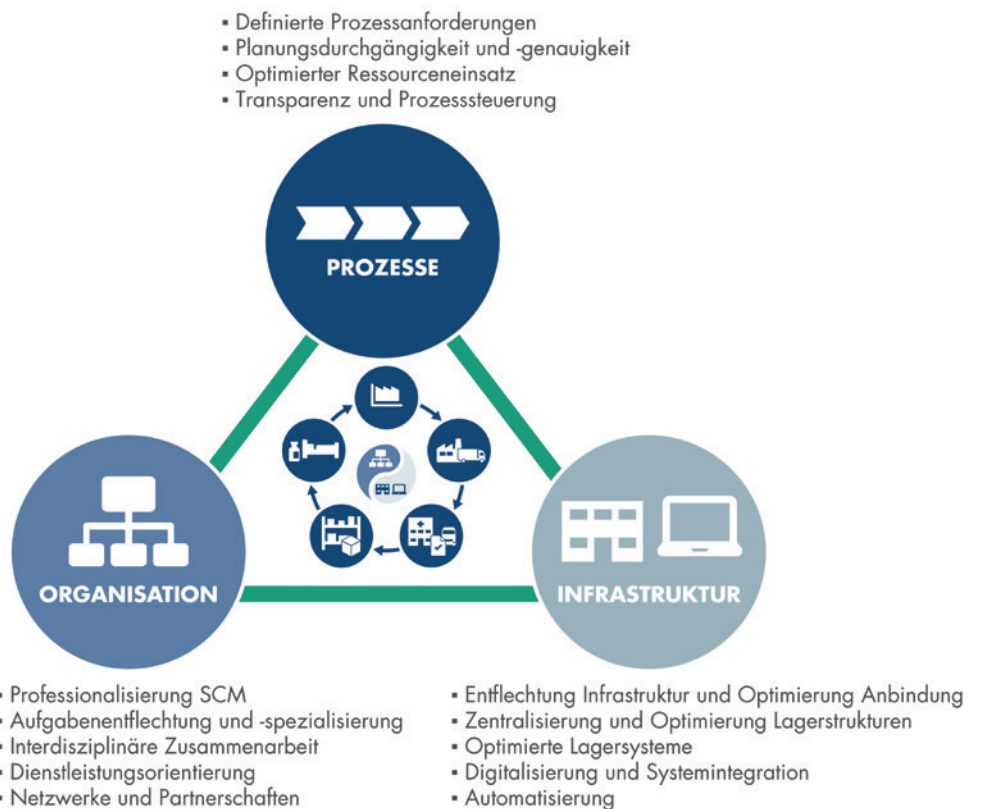 ▪ Definierte Prozessanforderungen
▪ Planungsdurchgängigkeit und -genauigkeit
▪ Optimierter Ressourceneinsatz
▪ Transparenz und Prozesssteuerung
PROZESSE
ORGANISATION
INFRASTRUKTUR
▪ Professionalisierung SCM
▪ Aufgabenentflechtung und -spezialisierung
▪ Interdisziplinäre Zusammenarbeit
▪ Dienstleistungsorientierung
▪ Netzwerke und Partnerschaften
▪ Entflechtung Infrastruktur und Optimierung Anbindung
▪ Zentralisierung und Optimierung Lagerstrukturen
▪ Optimierte Lagersysteme
▪ Digitalisierung und Systemintegration
▪ Automatisierung